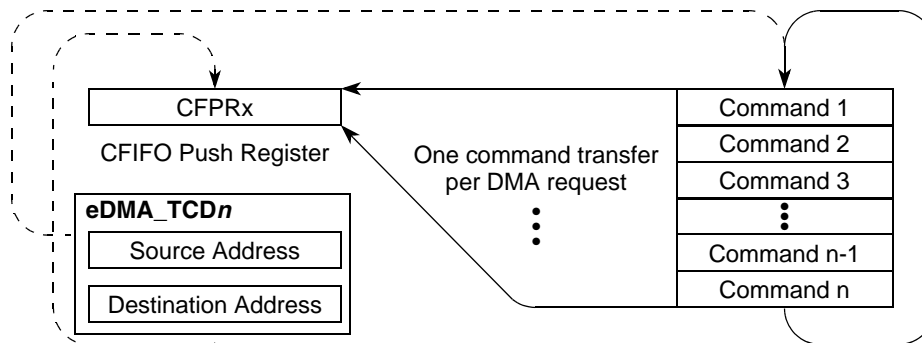 CFPRx
CFIFO Push Register
eDMA_TCDn
Source Address
Destination Address
One command transfer
per DMA request
Command 1
Command 2
Command 3
Command n-1
Command n